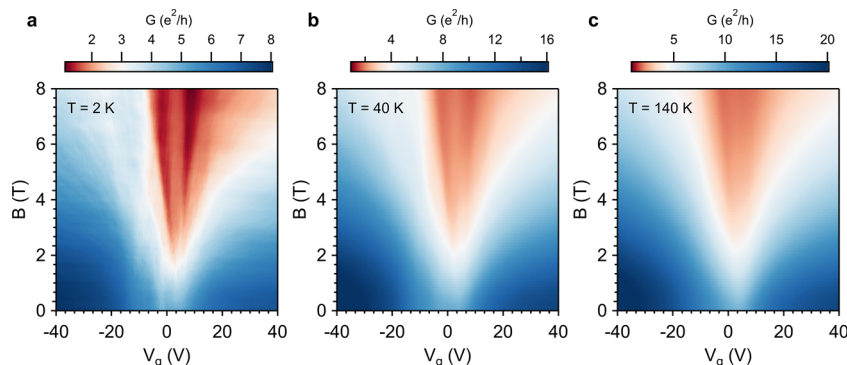 a
G (e²/h)
2 3 4 5 6 7 8
T = 2 K
B (T)
8
6
4
2
0
-40 -20 0 20 40
V_g (V)
b
G (e²/h)
4 8 12 16
T = 40 K
B (T)
8
6
4
2
0
-40 -20 0 20 40
V_g (V)
c
G (e²/h)
5 10 15 20
T = 140 K
B (T)
8
6
4
2
0
-40 -20 0 20 40
V_g (V)